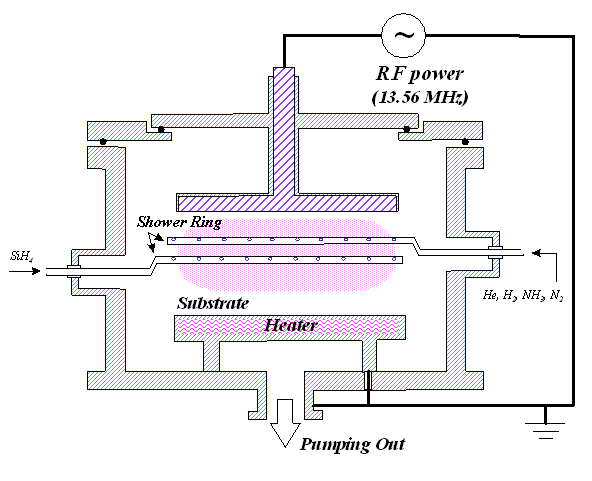 RF power
(13.56 MHz)
Shower Ring
SiH4
He, H2, NH3, N2
Substrate
Heater
Pumping Out